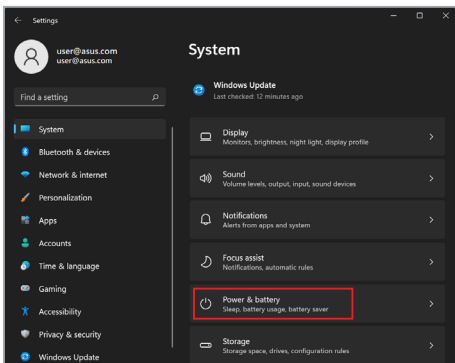 Settings
user@asus.com
user@asus.com
Find a setting
System
Bluetooth & devices
Network & internet
Personalization
Apps
Accounts
Time & language
Gaming
Accessibility
Privacy & security
Windows Update
System
Windows Update
Last checked: 12 minutes ago
Display
Monitors, brightness, night light, display profile
Sound
Volume levels, output, input, sound devices
Notifications
Alerts from apps and system
Focus assist
Notifications, automatic rules
Power & battery
Sleep, battery usage, battery saver
Storage
Storage space, drives, configuration rules